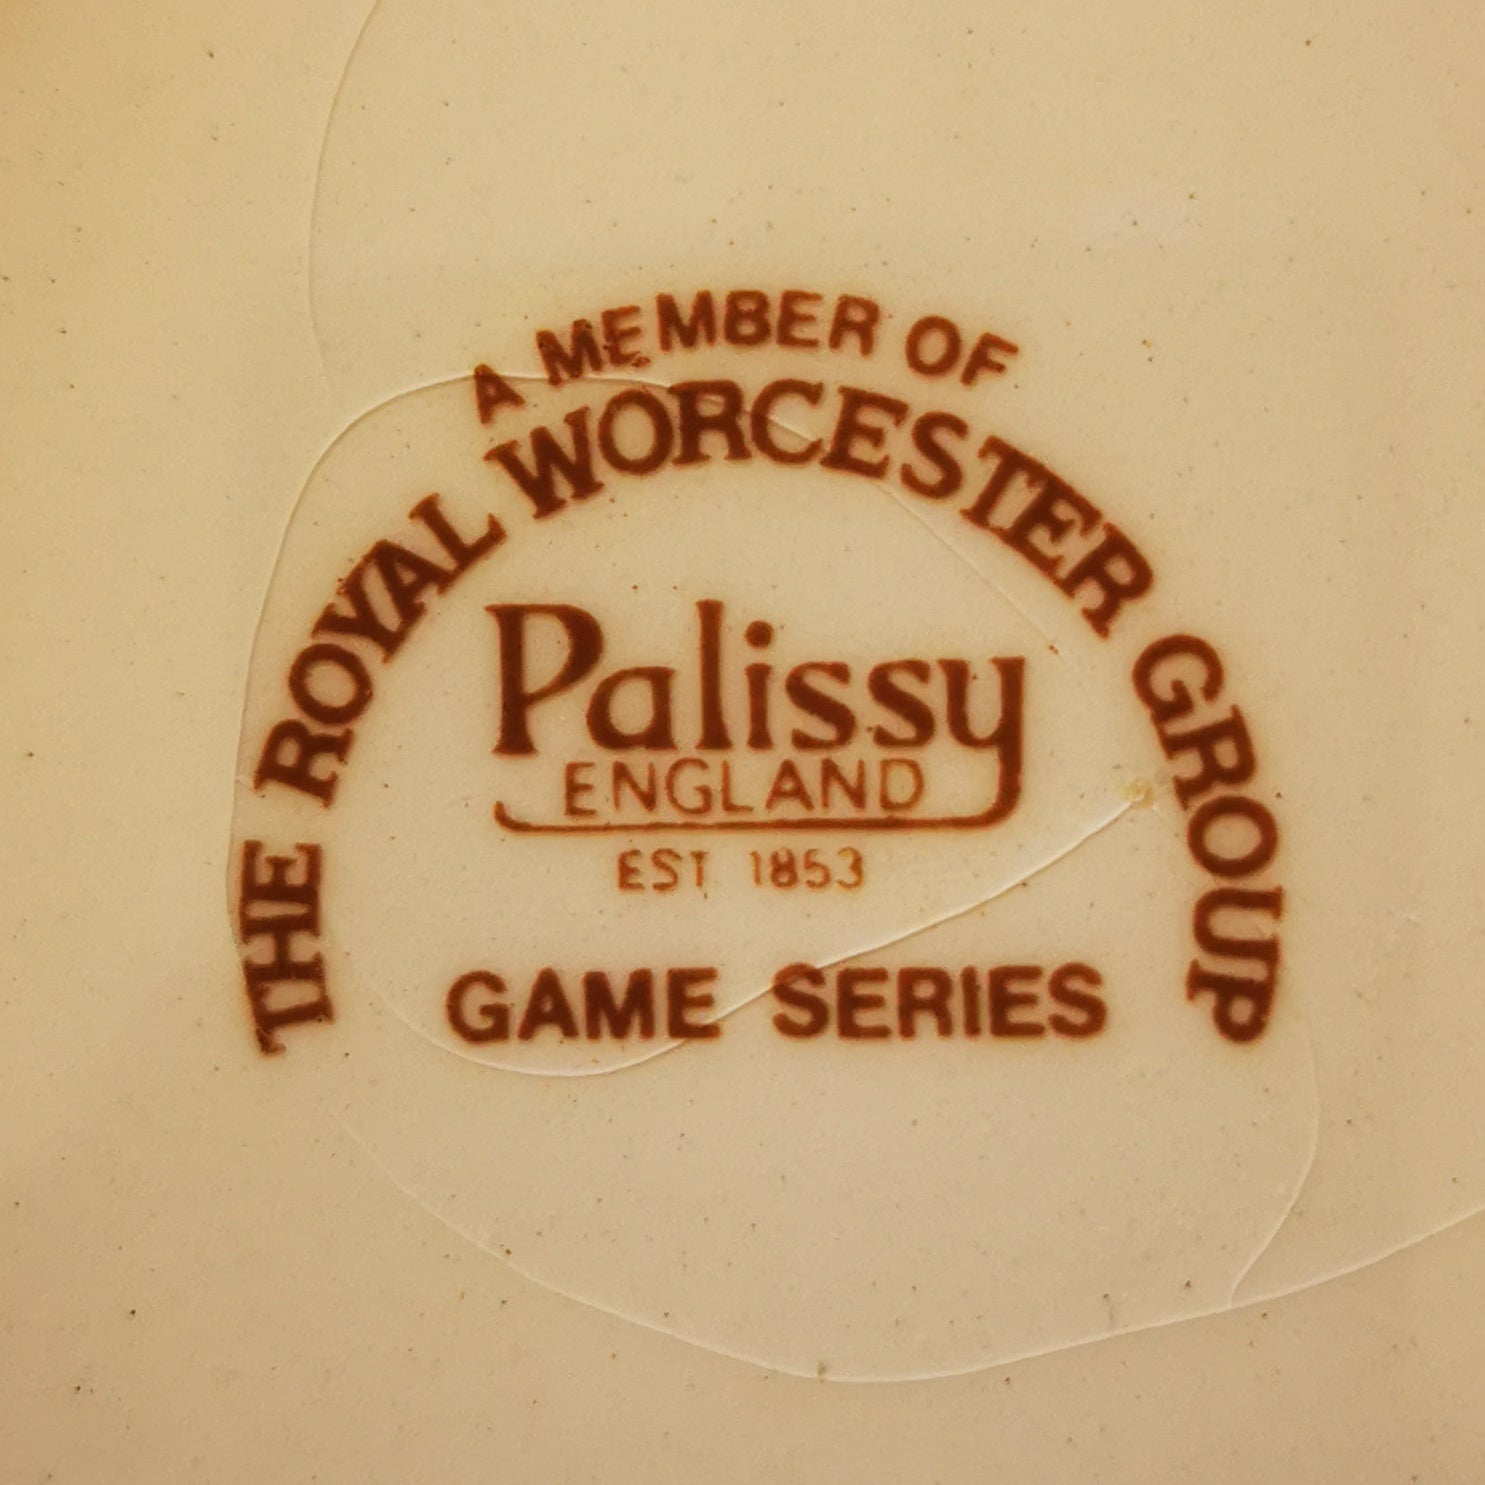 A MEMBER OF
THE ROYAL WORCESTER GROUP
Palissy
ENGLAND
EST 1853
GAME SERIES